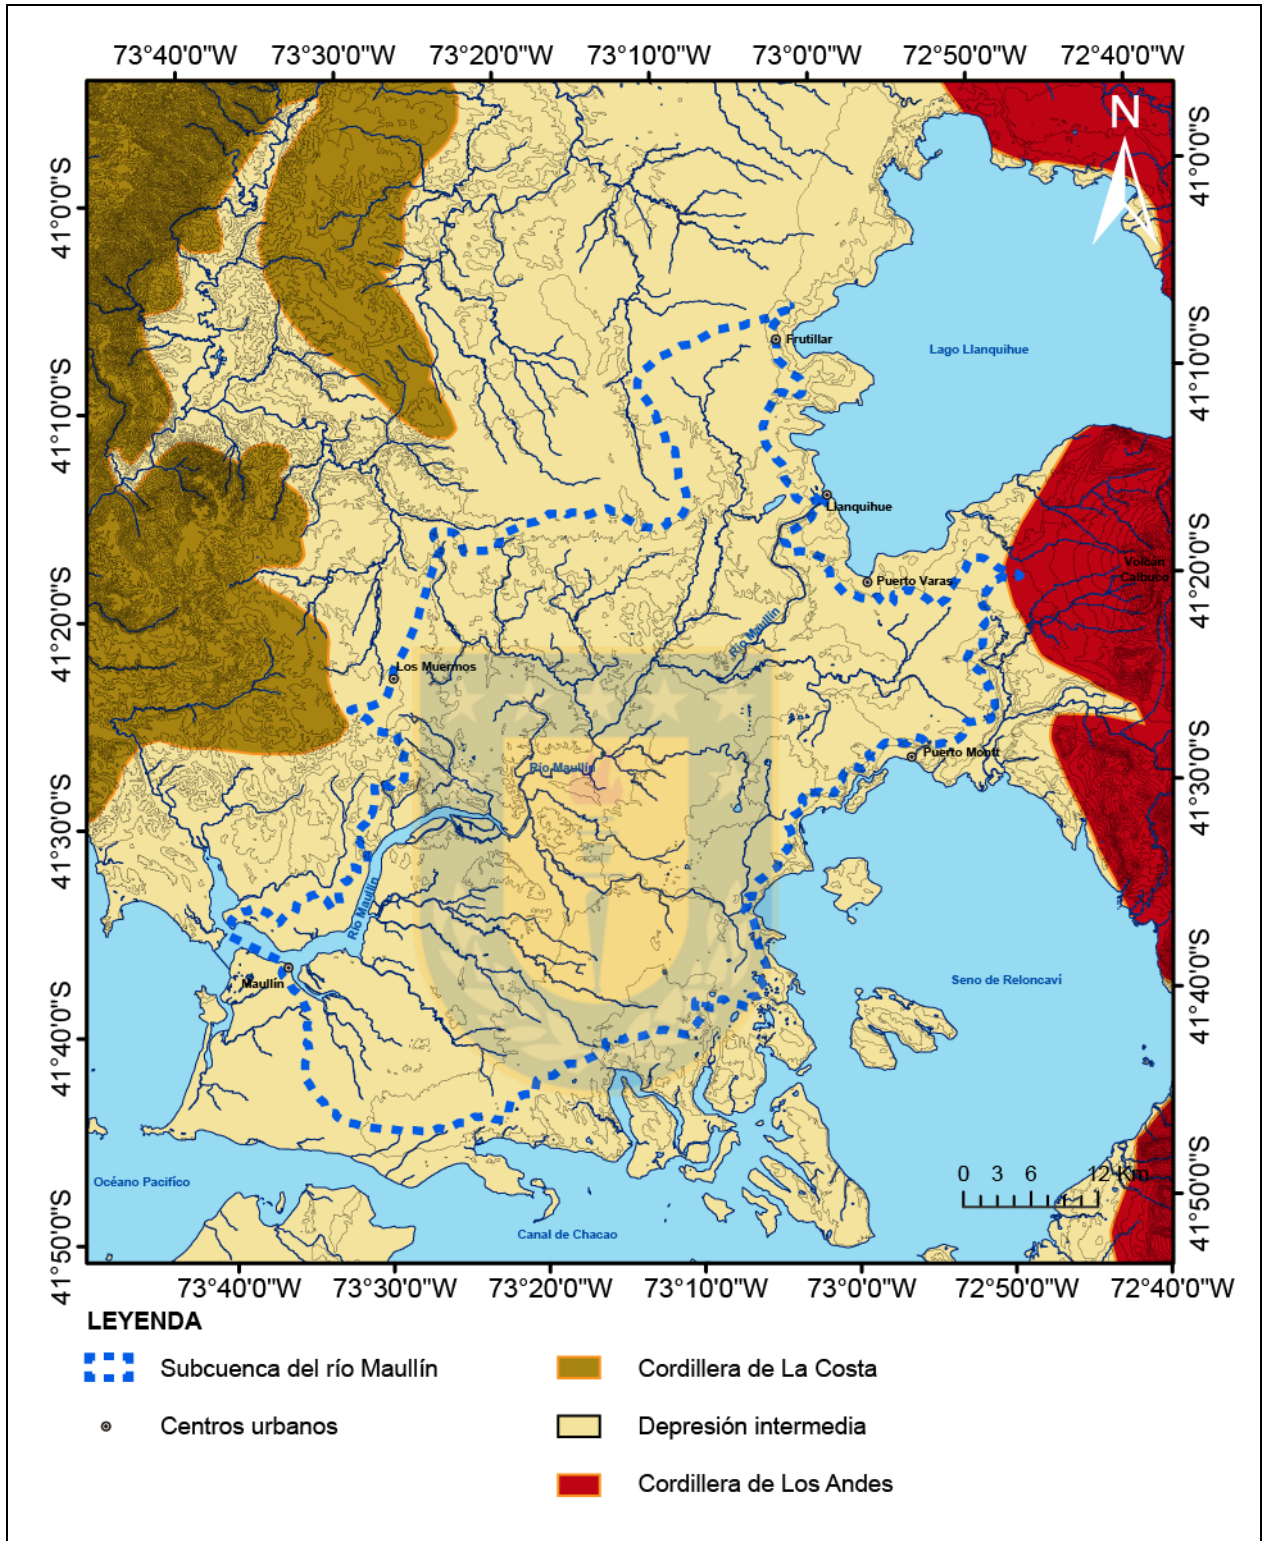 73°40'0"W 73°30'0"W 73°20'0"W 73°10'0"W 73°0'0"W 72°50'0"W 72°40'0"W
N
41°0'0"S
41°10'0"S
41°20'0"S
41°30'0"S
41°40'0"S
41°50'0"S
41°0'0"S
41°10'0"S
41°20'0"S
41°30'0"S
41°40'0"S
41°50'0"S
Frutillar
Lago Llanquihue
Llanquihue
Puerto Varas
Volcán
Calbuco
Río Maullín
Los Muermos
Puerto Montt
Río Maullín
Río Maullín
Maullín
Seno de Reloncaví
0 3 6 12 Km
Océano Pacifíco
Canal de Chacao
73°40'0"W 73°30'0"W 73°20'0"W 73°10'0"W 73°0'0"W 72°50'0"W 72°40'0"W
LEYENDA
Subcuenca del río Maullín
Centros urbanos
Cordillera de La Costa
Depresión intermedia
Cordillera de Los Andes